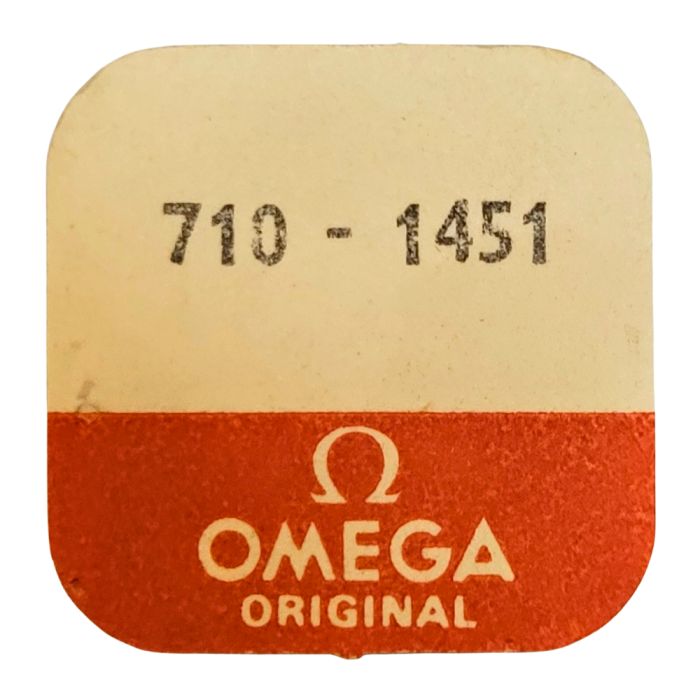 710 - 1451
Ω
OMEGA
ORIGINAL